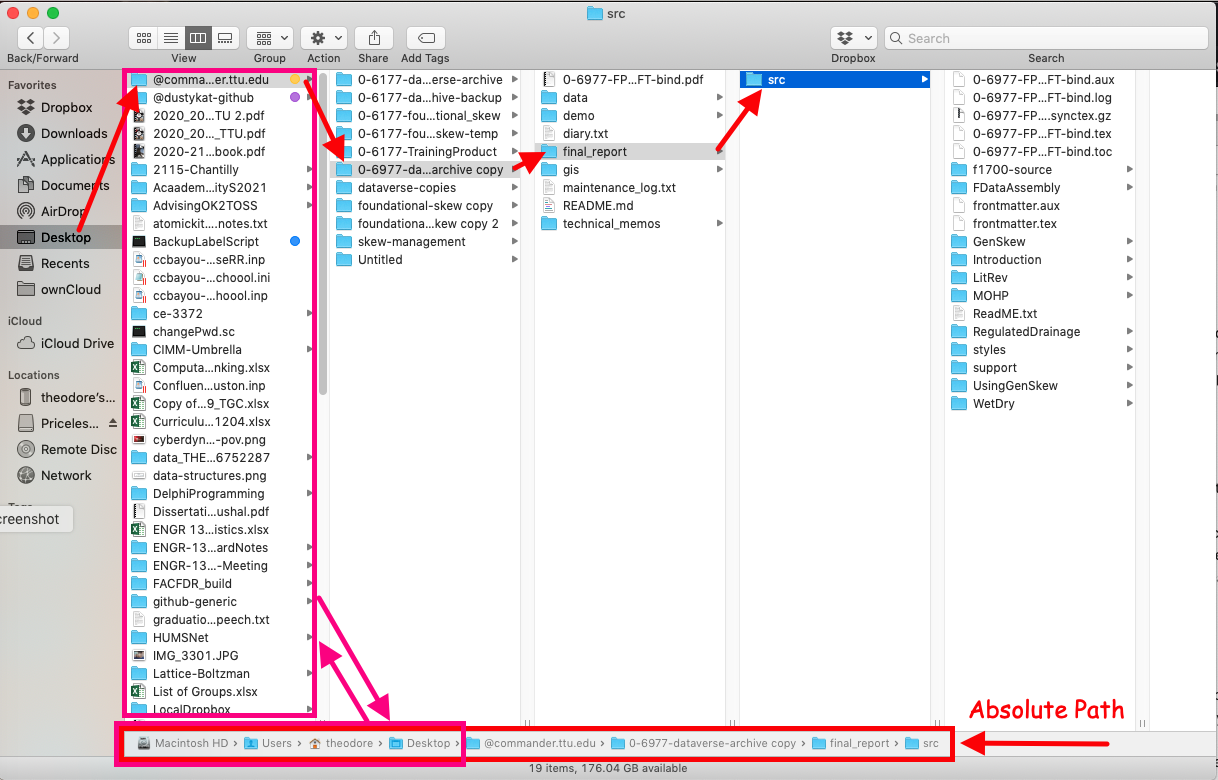 src
Back/Forward
View
Group
Action
Share
Add Tags
Dropbox
Search
Search
Favorites
Dropbox
Downloads
Applications
Documents
AirDrop
Desktop
Recents
ownCloud
iCloud
iCloud Drive
Locations
theodore's...
Priceles...
Remote Disc
Network
creenshot
@comma...er.ttu.edu
@dustykat-github
2020_20...TU 2.pdf
2020_20..._TTU.pdf
2020-21...book.pdf
2115-Chantilly
Acaadem...ityS2021
AdvisingOK2TOSS
atomickit....notes.txt
BackupLabelScript
ccbayou-...seRR.inp
ccbayou-...choool.ini
ccbayou-...hoool.inp
ce-3372
changePwd.sc
CIMM-Umbrella
Computa...nking.xlsx
Confluen...uston.inp
Copy of...9_TGC.xlsx
Curriculu...1204.xlsx
cyberdyn...-pov.png
data_THE...6752287
data-structures.png
DelphiProgramming
Dissertati...ushal.pdf
ENGR 13...istics.xlsx
ENGR-13...ardNotes
ENGR-13...-Meeting
FACFDR_build
github-generic
graduatio...peech.txt
HUMSNet
IMG_3301.JPG
Lattice-Boltzman
List of Groups.xlsx
LocalDropbox
0-6177-da...erse-archive
0-6177-da...hive-backup
0-6177-fou...tional_skew
0-6177-fou...skew-temp
0-6177-TrainingProduct
0-6977-da...archive copy
dataverse-copies
foundational-skew copy
foundationa...kew copy 2
skew-management
Untitled
0-6977-FP...FT-bind.pdf
data
demo
diary.txt
final_report
gis
maintenance_log.txt
README.md
technical_memos
src
0-6977-FP...FT-bind.aux
0-6977-FP...FT-bind.log
0-6977-FP....synctex.gz
0-6977-FP...FT-bind.tex
0-6977-FP...FT-bind.toc
f1700-source
FDataAssembly
frontmatter.aux
frontmatter.tex
GenSkew
Introduction
LitRev
MOHP
ReadME.txt
RegulatedDrainage
styles
support
UsingGenSkew
WetDry
Absolute Path
Macintosh HD › Users › theodore › Desktop › @commander.ttu.edu › 0-6977-dataverse-archive copy › final_report › src
19 items, 176.04 GB available